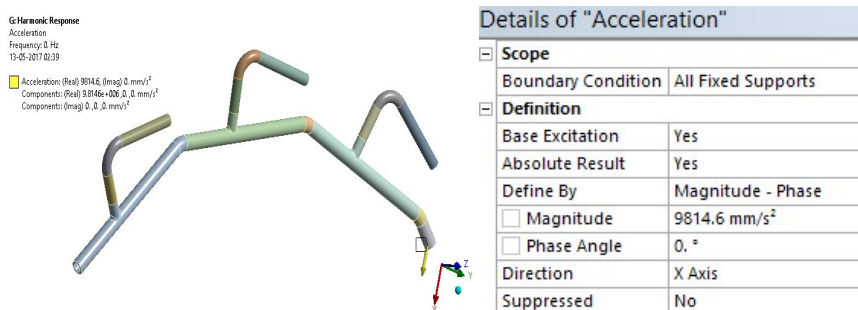 G: Harmonic Response
Acceleration
Frequency: 0. Hz
13-05-2017 02:39
Acceleration: (Real) 9814.6, (Imag) 0. mm/s²
Components: (Real) 9.8146e+006,0.,0. mm/s²
Components: (Imag) 0.,0.,0. mm/s²
Z
Y
X
Details of "Acceleration"
Scope
Boundary Condition All Fixed Supports
Definition
Base Excitation Yes
Absolute Result Yes
Define By Magnitude - Phase
Magnitude 9814.6 mm/s²
Phase Angle 0. °
Direction X Axis
Suppressed No